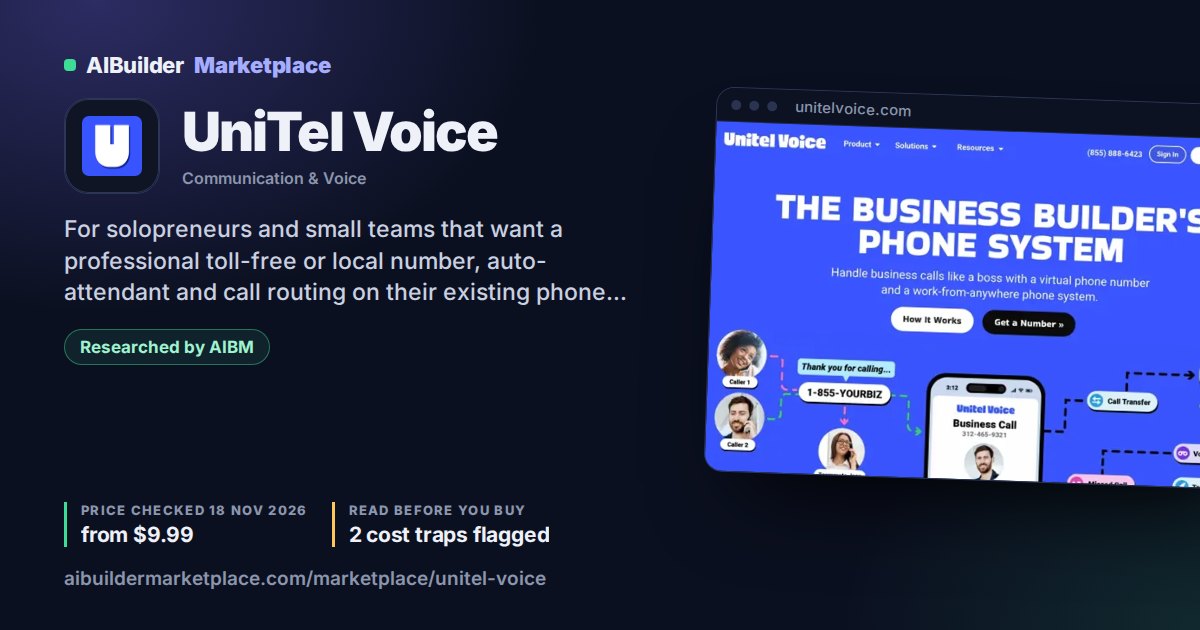 AIBuilder Marketplace
UniTel Voice
Communication & Voice
For solopreneurs and small teams that want a
professional toll-free or local number, auto-
attendant and call routing on their existing phone...
Researched by AIBM
PRICE CHECKED 18 NOV 2026
from $9.99
READ BEFORE YOU BUY
2 cost traps flagged
aibuildermarketplace.com/marketplace/unitel-voice
unitelvoice.com
Unitel Voice
Product
Solutions
Resources
(855) 888-6423
Sign In
THE BUSINESS BUILDER'S
PHONE SYSTEM
Handle business calls like a boss with a virtual phone number
and a work-from-anywhere phone system.
How It Works
Get a Number »
Caller 1
Thank you for calling...
1-855-YOURBIZ
Caller 2
3:12
Unitel Voice
Business Call
312-465-9321
Call Transfer